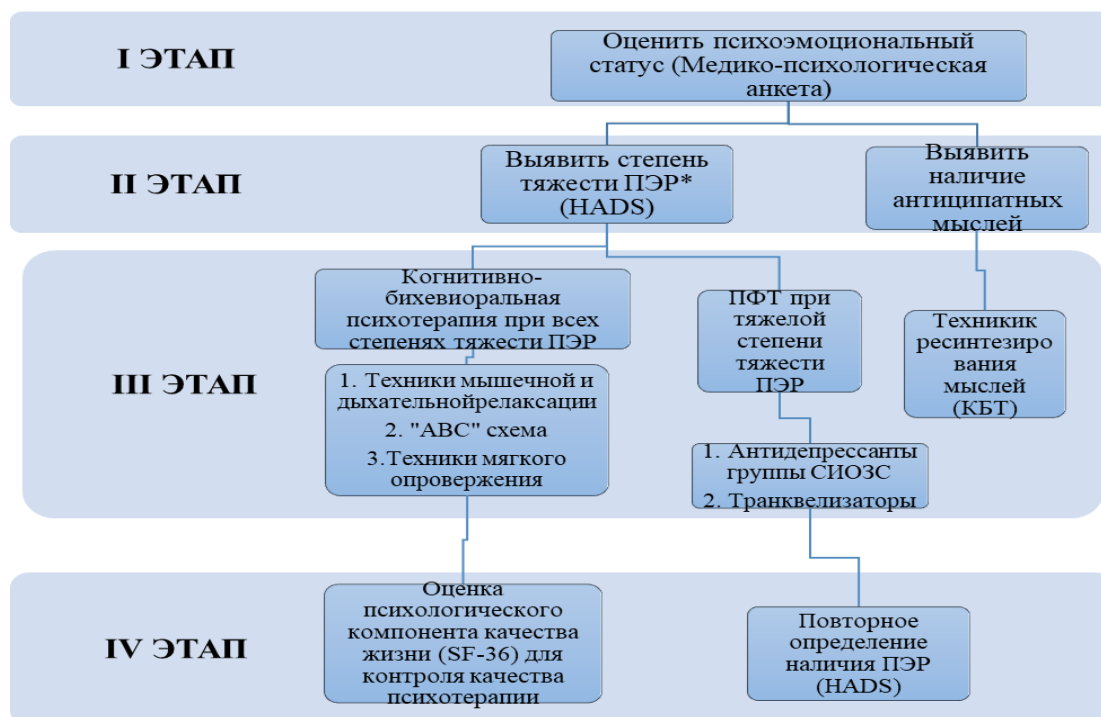 I ЭТАП
Оценить психоэмоциональный
статус (Медико-психологическая
анкета)
II ЭТАП
Выявить степень
тяжести ПЭР*
(HADS)
Выявить
наличие
антиципатных
мыслей
III ЭТАП
Когнитивно-
бихевиоральная
психотерапия при всех
степенях тяжести ПЭР
1. Техники мышечной и
дыхательнойрелаксации
2. "АВС" схема
3.Техники мягкого
опровержения
ПФТ при
тяжелой
степени
тяжести
ПЭР
1. Антидепрессанты
группы СИОЗС
2. Транквелизаторы
Техникик
ресинтезиро
вания
мыслей
(КБТ)
IV ЭТАП
Оценка
психологического
компонента качества
жизни (SF-36) для
контроля качества
психотерапии
Повторное
определение
наличия ПЭР
(HADS)